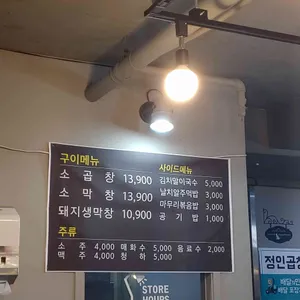 구이메뉴
소 곱 창 13,900
소 막 창 13,900
돼지생막창 10,900
사이드메뉴
김치말이국수 5,000
날치알주먹밥 3,000
마무리볶음밥 3,000
공 기 밥 1,000
주류
소 주 4,000 매화수 5,000 음료수 2,000
맥 주 4,000 청 하 5,000
STORE
HOURS
정민곱창